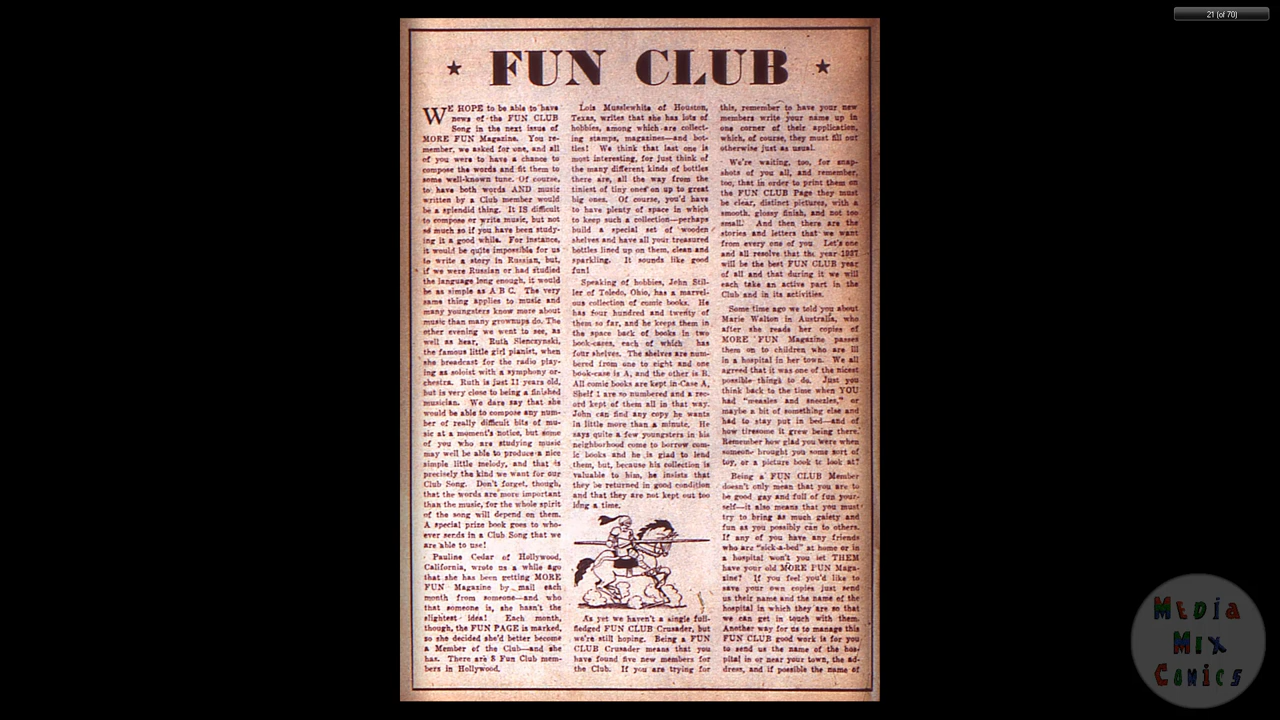 21 (of 70)
★ FUN CLUB ★
WE HOPE to be able to have
news of the FUN CLUB
Song in the next issue of
MORE FUN Magazine. You re-
member, we asked for one, and all
of you were to have a chance to
compose the words and fit them to
some well-known tune. Of course,
to have both words AND music
written by a Club member would
be a splendid thing. It IS difficult
to compose or write music, but not
so much so if you have been study-
ing it a good while. For instance,
it would be quite impossible for us
to write a story in Russian, but,
if we were Russian or had studied
the language long enough, it would
be as simple as A B C. The very
same thing applies to music and
many youngsters know more about
music than many grownups do. The
other evening we went to see, as
well as hear, Ruth Slenczynski,
the famous little girl pianist, when
she broadcast for the radio play-
ing as soloist with a symphony or-
chestra. Ruth is just 11 years old,
but is very close to being a finished
musician. We dare say that she
would be able to compose any num-
ber of really difficult bits of mu-
sic at a moment's notice, but some
of you who are studying music
may well be able to produce a nice
simple little melody, and that is
precisely the kind we want for our
Club Song. Don't forget, though,
that the words are more important
than the music, for the whole spirit
of the song will depend on them.
A special prize book goes to who-
ever sends in a Club Song that we
are able to use!
Pauline Cedar of Hollywood,
California, wrote us a while ago
that she has been getting MORE
FUN Magazine by mail each
month from someone—and who
that someone is, she hasn't the
slightest idea! Each month,
though, the FUN PAGE is marked,
so she decided she'd better become
a Member of the Club—and she
has. There are 8 Fun Club mem-
bers in Hollywood.
Lois Musslewhite of Houston,
Texas, writes that she has lots of
hobbies, among which are collect-
ing stamps, magazines—and bot-
tles! We think that last one is
most interesting, for just think of
the many different kinds of bottles
there are, all the way from the
tiniest of tiny ones on up to great
big ones. Of course, you'd have
to have plenty of space in which
to keep such a collection—perhaps
build a special set of wooden
shelves and have all your treasured
bottles lined up on them, clean and
sparkling. It sounds like good
fun!
Speaking of hobbies, John Stil-
ler of Toledo, Ohio, has a marvel-
ous collection of comic books. He
has four hundred and twenty of
them so far, and he keeps them in
the space back of books in two
book-cases, each of which has
four shelves. The shelves are num-
bered from one to eight and one
book-case is A, and the other is B.
All comic books are kept in Case A,
Shelf 1 are so numbered and a rec-
ord kept of them all in that way.
John can find any copy he wants
in little more than a minute. He
says quite a few youngsters in his
neighborhood come to borrow com-
ic books and he is glad to lend
them, but, because his collection is
valuable to him, he insists that
they be returned in good condition
and that they are not kept out too
long a time.
As yet we haven't a single full-
fledged FUN CLUB Crusader, but
we're still hoping. Being a FUN
CLUB Crusader means that you
have found five new members for
the Club. If you are trying for
this, remember to have your new
members write your name up in
one corner of their application,
which, of course, they must fill out
otherwise just as usual.
We're waiting, too, for snap-
shots of you all, and remember,
too, that in order to print them on
the FUN CLUB Page they must
be clear, distinct pictures, with a
smooth, glossy finish, and not too
small. And then there are the
stories and letters that we want
from every one of you. Let's one
and all resolve that the year 1937
will be the best FUN CLUB year
of all and that during it we will
each take an active part in the
Club and in its activities.
Some time ago we told you about
Marie Walton in Australia, who
after she reads her copies of
MORE FUN Magazine passes
them on to children who are ill
in a hospital in her town. We all
agreed that it was one of the nicest
possible things to do. Just you
think back to the time when YOU
had "measles and sneezles," or
maybe a bit of something else and
had to stay put in bed—and of
how tiresome it grew being there.
Remember how glad you were when
someone brought you some sort of
toy, or a picture book to look at?
Being a FUN CLUB Member
doesn't only mean that you are to
be good, gay and full of fun your-
self—it also means that you must
try to bring as much gaiety and
fun as you possibly can to others.
If any of you have any friends
who are "sick-a-bed" at home or in
a hospital won't you let THEM
have your old MORE FUN Maga-
zine? If you feel you'd like to
save your own copies just send
us their name and the name of the
hospital in which they are so that
we can get in touch with them.
Another way for us to manage this
FUN CLUB good work is for you
to send us the name of the hos-
pital in or near your town, the ad-
dress, and if possible the name of
MEDIA
MIX
COMICS